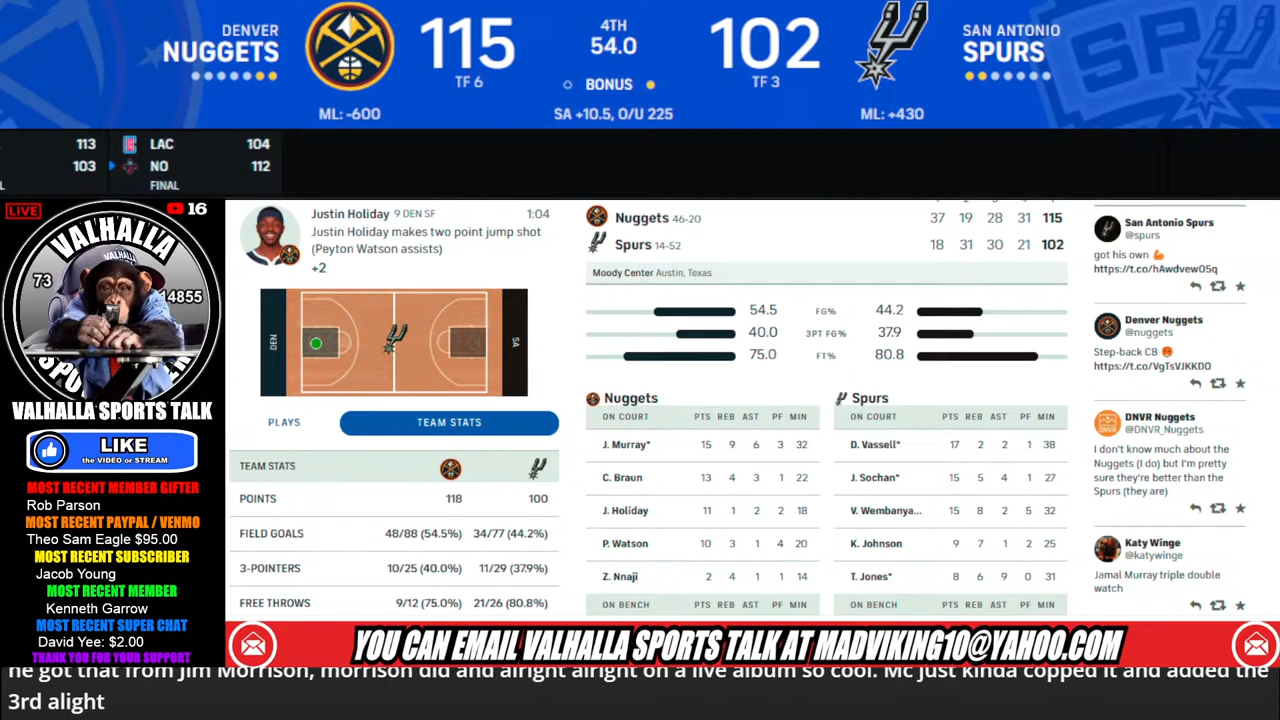 DENVER
NUGGETS
115
TF 6
4TH
54.0
BONUS
102
TF 3
SAN ANTONIO
SPURS
ML: -600
SA +10.5, O/U 225
ML: +430
113
LAC 104
103
NO 112
FINAL
LIVE
16
VALHALLA
73
14855
VALHALLA SPORTS TALK
LIKE
the VIDEO or STREAM
MOST RECENT MEMBER GIFTER
Rob Parson
MOST RECENT PAYPAL / VENMO
Theo Sam Eagle $95.00
MOST RECENT SUBSCRIBER
Jacob Young
MOST RECENT MEMBER
Kenneth Garrow
MOST RECENT SUPER CHAT
David Yee: $2.00
THANK YOU FOR YOUR SUPPORT
Justin Holiday 9 DEN SF 1:04
Justin Holiday makes two point jump shot
(Peyton Watson assists)
+2
DEN
SA
PLAYS
TEAM STATS
TEAM STATS
POINTS 118 100
FIELD GOALS 48/88 (54.5%) 34/77 (44.2%)
3-POINTERS 10/25 (40.0%) 11/29 (37.9%)
FREE THROWS 9/12 (75.0%) 21/26 (80.8%)
Nuggets 46-20 37 19 28 31 115
Spurs 14-52 18 31 30 21 102
Moody Center Austin, Texas
54.5 FG% 44.2
40.0 3PT FG% 37.9
75.0 FT% 80.8
Nuggets
ON COURT PTS REB AST PF MIN
J. Murray* 15 9 6 3 32
C. Braun 13 4 3 1 22
J. Holiday 11 1 2 2 18
P. Watson 10 3 1 4 20
Z. Nnaji 2 4 1 1 14
ON BENCH PTS REB AST PF MIN
Spurs
ON COURT PTS REB AST PF MIN
D. Vassell* 17 2 2 1 38
J. Sochan* 15 5 4 1 27
V. Wembanya... 15 8 2 5 32
K. Johnson 9 7 1 2 25
T. Jones* 8 6 9 0 31
ON BENCH PTS REB AST PF MIN
San Antonio Spurs
@spurs
got his own 💪
https://t.co/hAwdvewO5q
Denver Nuggets
@nuggets
Step-back CB
https://t.co/VgTsVJKKDO
DNVR Nuggets
@DNVR_Nuggets
I don't know much about the
Nuggets (I do) but I'm pretty
sure they're better than the
Spurs (they are)
Katy Winge
@katywinge
Jamal Murray triple double
watch
YOU CAN EMAIL VALHALLA SPORTS TALK AT MADVIKING10@YAHOO.COM
he got that from Jim Morrison, morrison did and alright alright on a live album so cool. Mc just kinda copped it and added the
3rd alight